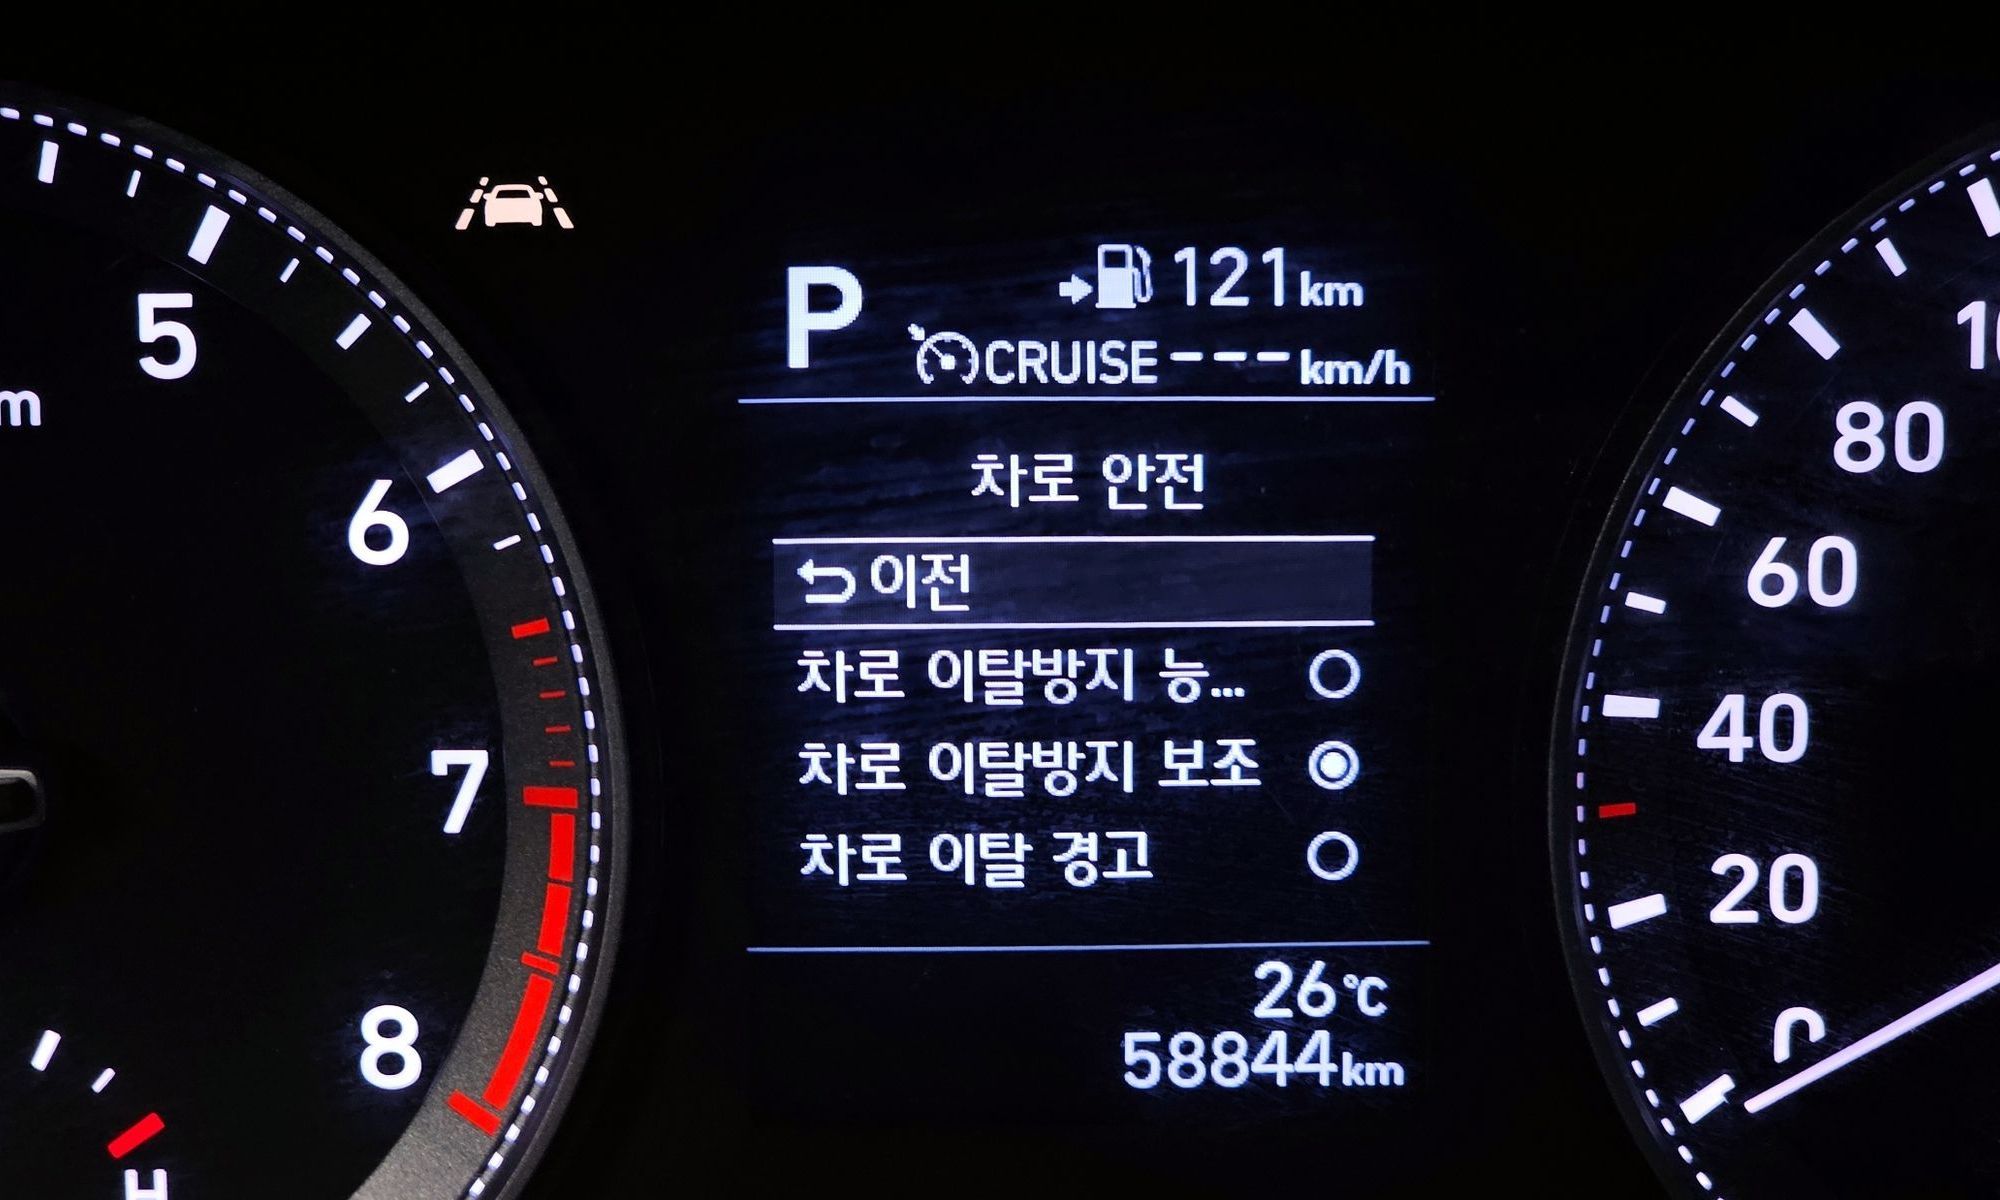 5
6
7
8
m
H
P
121km
CRUISE---km/h
차로 안전
이전
차로 이탈방지 능...
차로 이탈방지 보조
차로 이탈 경고
26℃
58844km
80
60
40
20